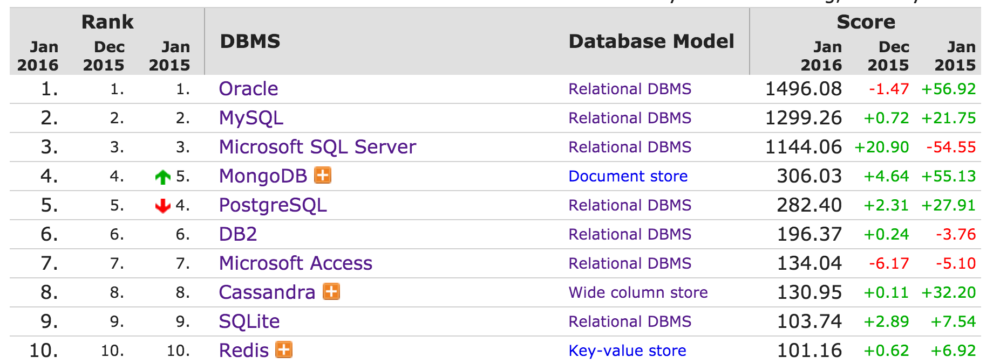 Rank DBMS Database Model Score
Jan 2016 Dec 2015 Jan 2015 Jan 2016 Dec 2015 Jan 2015
1. 1. 1. Oracle Relational DBMS 1496.08 -1.47 +56.92
2. 2. 2. MySQL Relational DBMS 1299.26 +0.72 +21.75
3. 3. 3. Microsoft SQL Server Relational DBMS 1144.06 +20.90 -54.55
4. 4. 5. MongoDB Document store 306.03 +4.64 +55.13
5. 5. 4. PostgreSQL Relational DBMS 282.40 +2.31 +27.91
6. 6. 6. DB2 Relational DBMS 196.37 +0.24 -3.76
7. 7. 7. Microsoft Access Relational DBMS 134.04 -6.17 -5.10
8. 8. 8. Cassandra Wide column store 130.95 +0.11 +32.20
9. 9. 9. SQLite Relational DBMS 103.74 +2.89 +7.54
10. 10. 10. Redis Key-value store 101.16 +0.62 +6.92